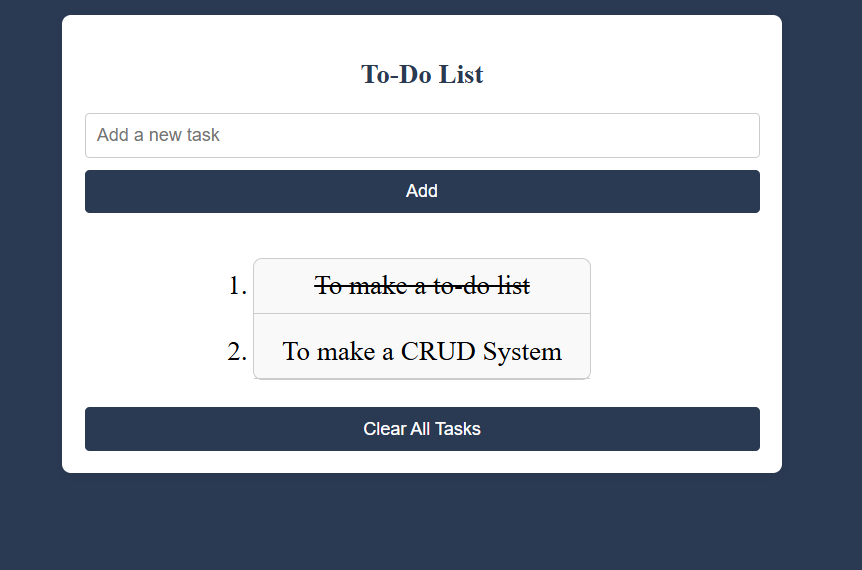 To-Do List
Add a new task
Add
1. To make a to-do list
2. To make a CRUD System
Clear All Tasks